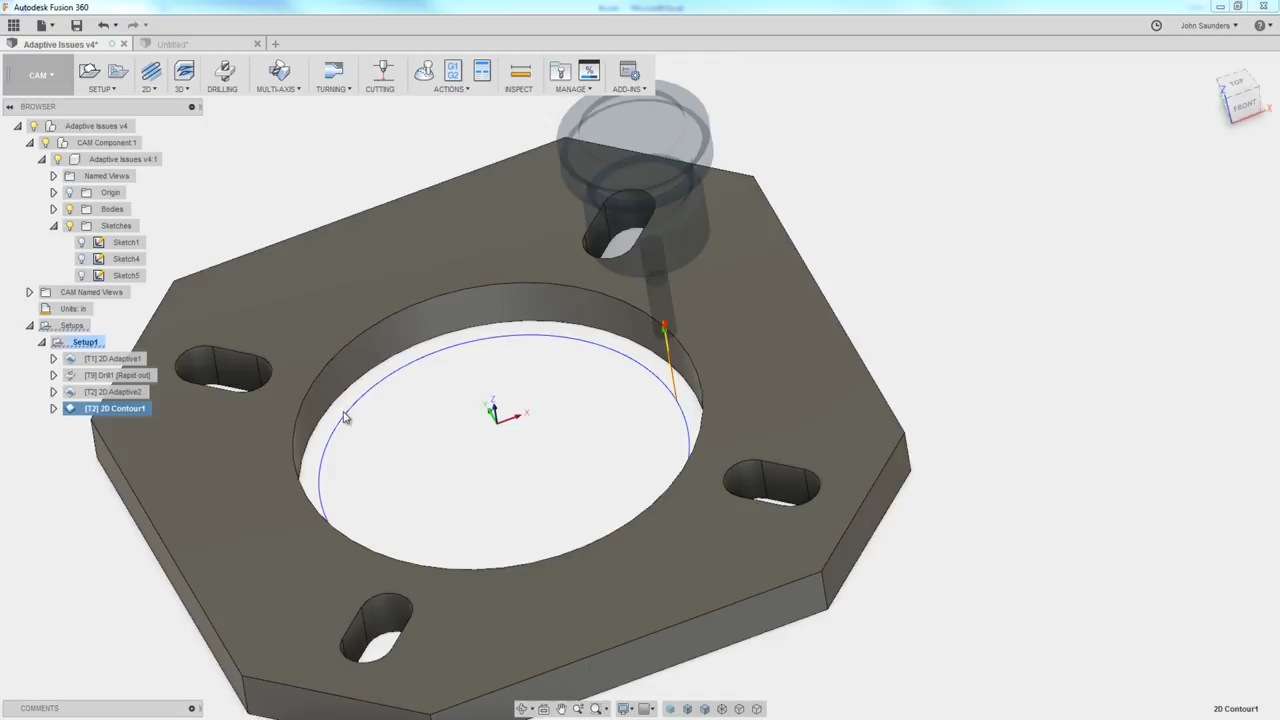 Autodesk Fusion 360
John Saunders
Adaptive Issues v4*
Untitled*
CAM
SETUP
2D
3D
DRILLING
MULTI-AXIS
TURNING
CUTTING
ACTIONS
INSPECT
MANAGE
ADD-INS
G1
G2
%
BROWSER
TOP
FRONT
Z
X
Adaptive Issues v4
CAM Component:1
Adaptive Issues v4:1
Named Views
Origin
Bodies
Sketches
Sketch1
Sketch4
Sketch5
CAM Named Views
Units: in
Setups
Setup1
[T1] 2D Adaptive1
[T9] Drill1 [Rapid out]
[T2] 2D Adaptive2
[T2] 2D Contour1
Z
Y
X
COMMENTS
2D Contour1